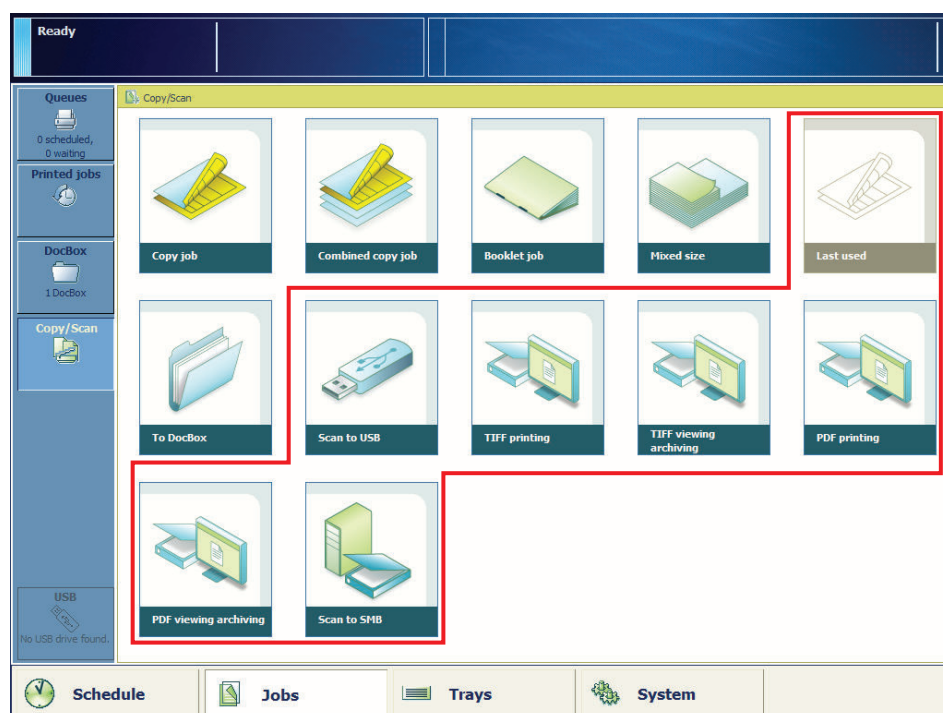 Ready
Queues
0 scheduled,
0 waiting
Printed jobs
DocBox
1 DocBox
Copy/Scan
USB
No USB drive found.
Copy/Scan
Copy job
Combined copy job
Booklet job
Mixed size
Last used
To DocBox
Scan to USB
TIFF printing
TIFF viewing
archiving
PDF printing
PDF viewing archiving
Scan to SMB
Schedule
Jobs
Trays
System